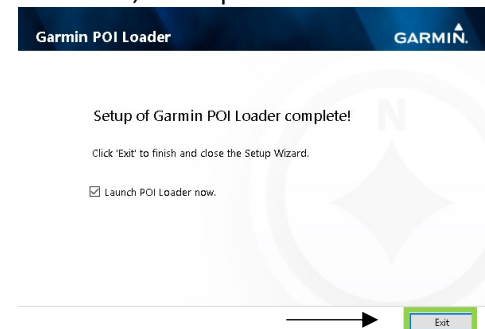 Garmin POI Loader
GARMIN.
Setup of Garmin POI Loader complete!
N
Click 'Exit' to finish and close the Setup Wizard.
Launch POI Loader now.
Exit